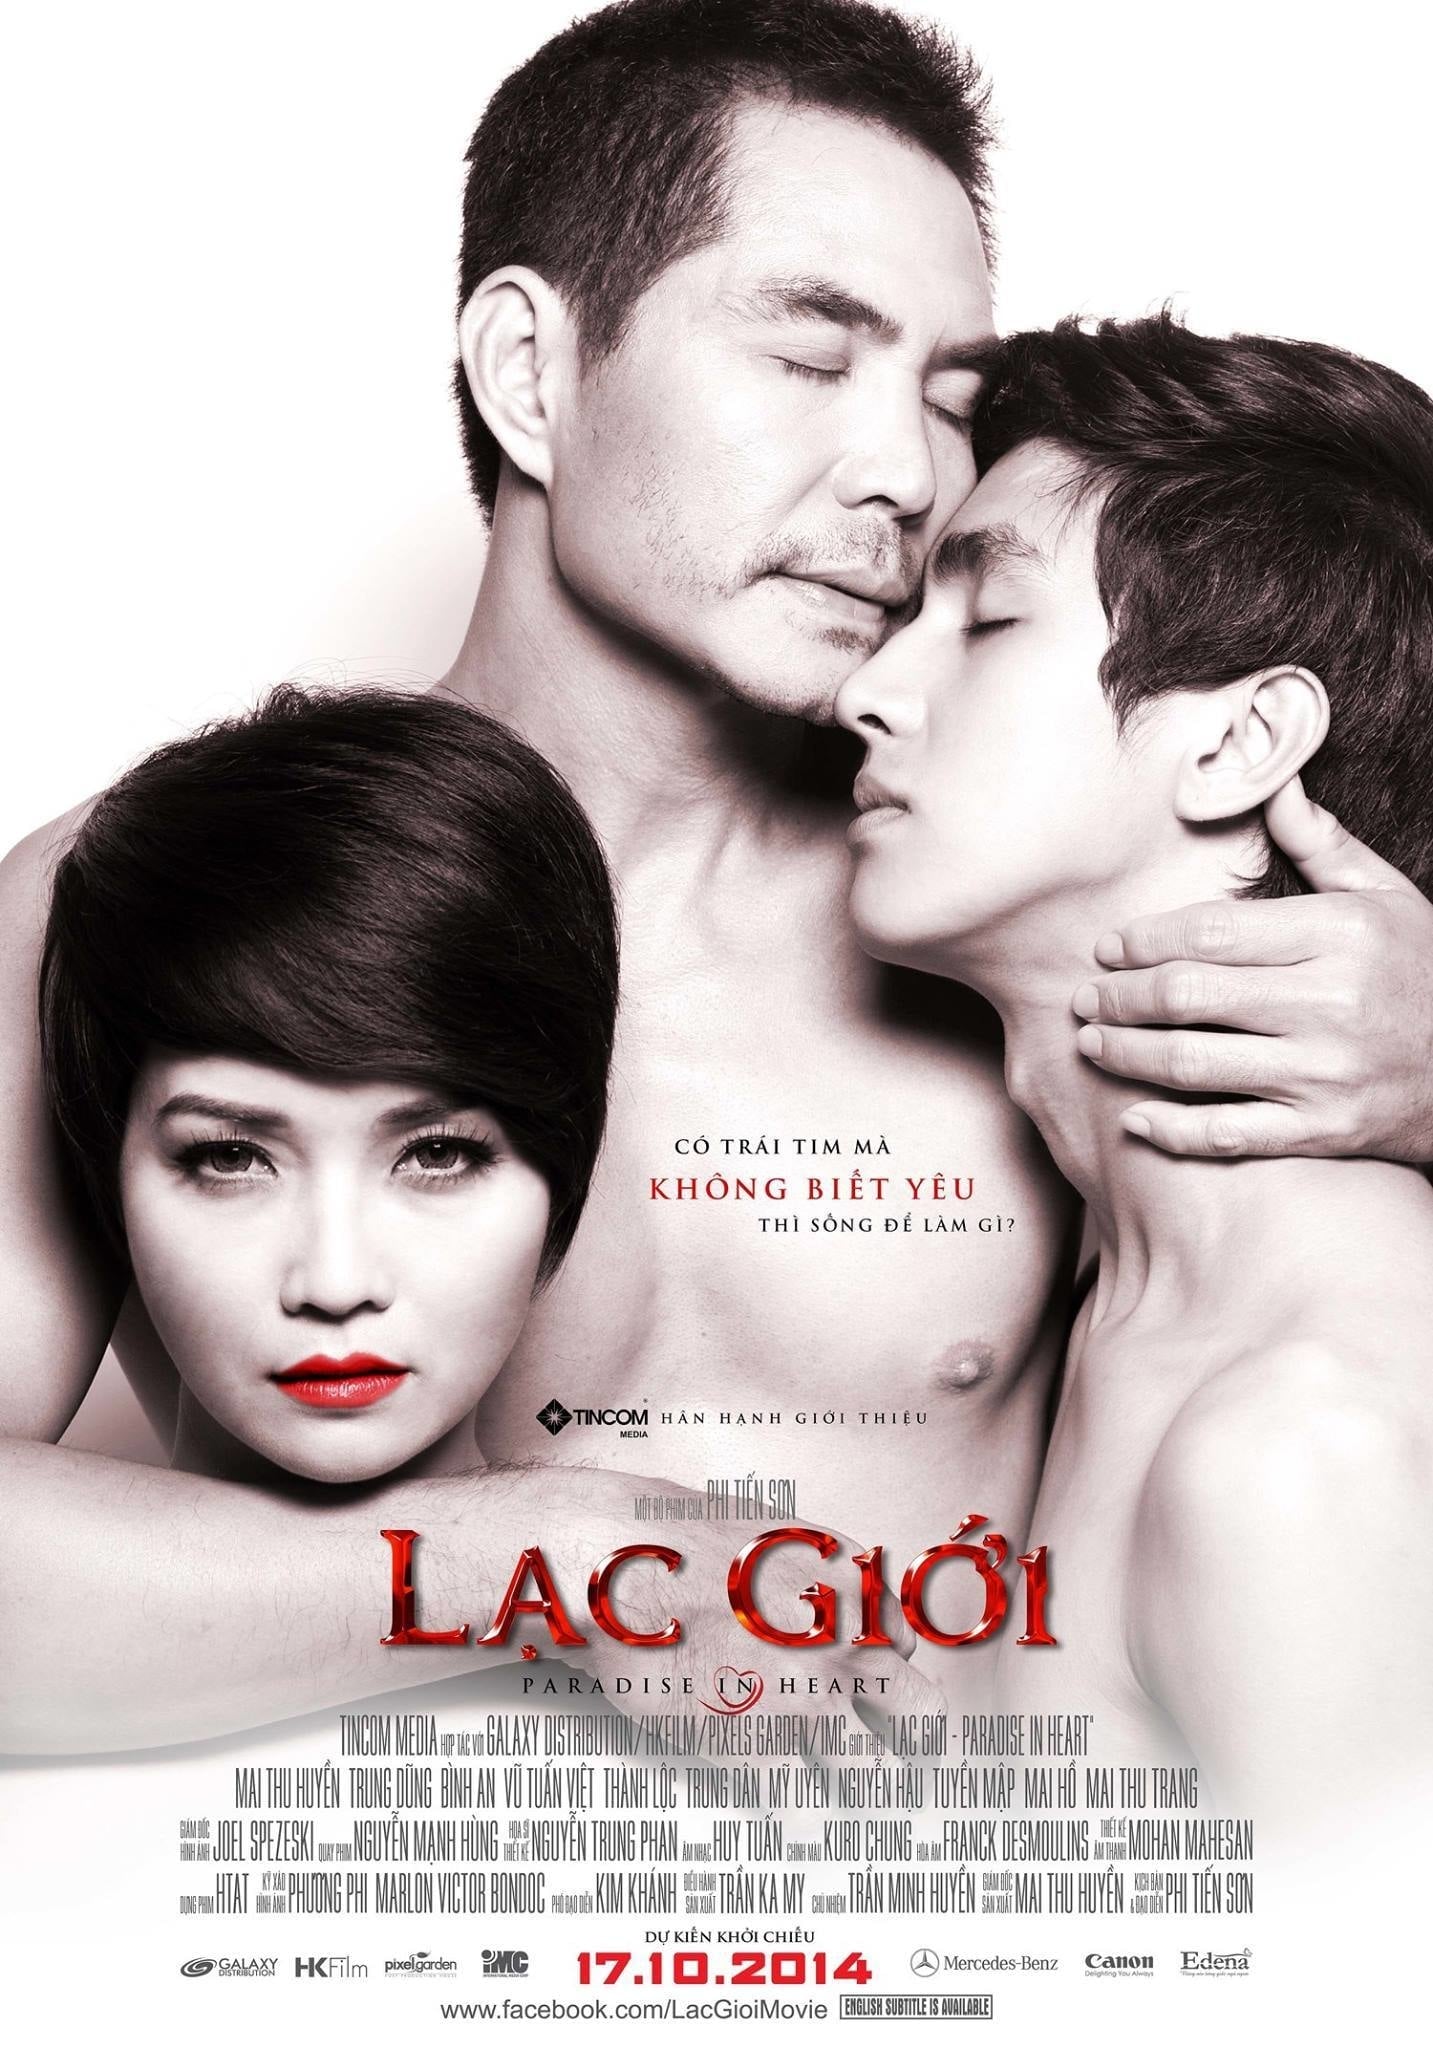 CÓ TRÁI TIM MÀ
KHÔNG BIẾT YÊU
THÌ SỐNG ĐỂ LÀM GÌ?
TINCOM MEDIA HÂN HẠNH GIỚI THIỆU
MỘT BỘ PHIM CỦA PHI TIẾN SƠN
LẠC GIỚI
PARADISE IN HEART
TINCOM MEDIA HỢP TÁC VỚI GALAXY DISTRIBUTION/HKFILM/PIXELS GARDEN/IMC GIỚI THIỆU "LẠC GIỚI - PARADISE IN HEART"
MAI THU HUYỀN TRUNG DŨNG BÌNH AN VŨ TUẤN VIỆT THÀNH LỘC TRUNG DÂN MỸ UYÊN NGUYỄN HẬU TUYỀN MẬP MAI HỒ MAI THU TRANG
GIÁM ĐỐC HÌNH ẢNH JOEL SPEZESKI QUAY PHIM NGUYỄN MẠNH HÙNG HỌA SĨ THIẾT KẾ NGUYỄN TRUNG PHAN ÂM NHẠC HUY TUẤN CHỈNH MÀU KURO CHUNG HÒA ÂM FRANCK DESMOULINS THIẾT KẾ ÂM THANH MOHAN MAHESAN
DỰNG PHIM HTAT KỸ XẢO HÌNH ẢNH PHƯƠNG PHI MARLON VICTOR BONDOC PHÓ ĐẠO DIỄN KIM KHÁNH ĐIỀU HÀNH SẢN XUẤT TRẦN KA MY CHỦ NHIỆM TRẦN MINH HUYỀN GIÁM ĐỐC SẢN XUẤT MAI THU HUYỀN KỊCH BẢN & ĐẠO DIỄN PHI TIẾN SƠN
DỰ KIẾN KHỞI CHIẾU
GALAXY DISTRIBUTION HKFilm pixelgarden POST PRODUCTION HOUSE iMC INTERNATIONAL MEDIA CORP 17.10.2014 Mercedes-Benz Canon Delighting You Always Edena
www.facebook.com/LacGioiMovie ENGLISH SUBTITLE IS AVAILABLE